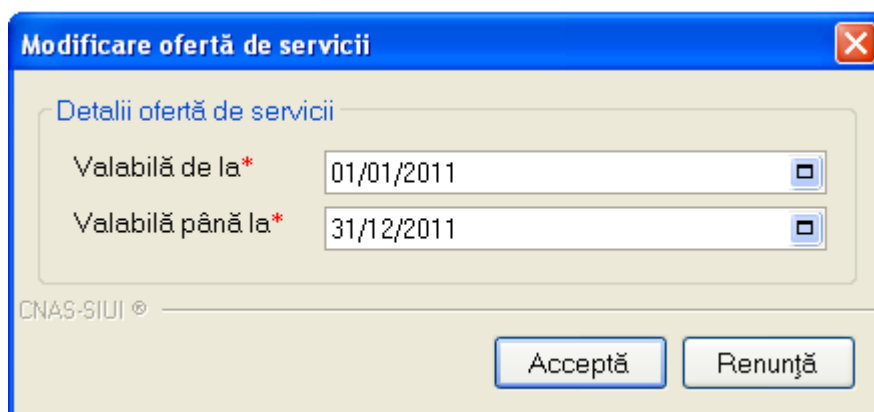 Modificare ofertă de servicii
Detalii ofertă de servicii
Valabilă de la* 01/01/2011
Valabilă până la* 31/12/2011
CNAS-SIUI ®
Acceptă Renunţă